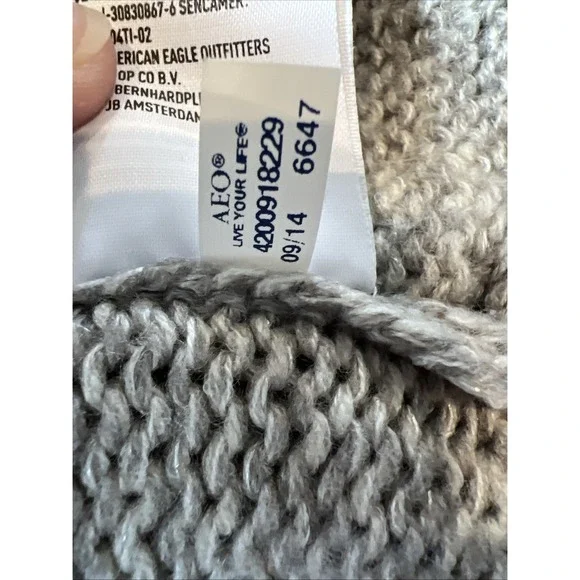 -30830867-6 SENCAMER:
04TI-02
ERICAN EAGLE OUTFITTERS
OP CO B.V.
BERNHARDPL
OB AMSTERDAM
AEO®
LIVE YOUR LIFE®
4200918229
09/14 6647